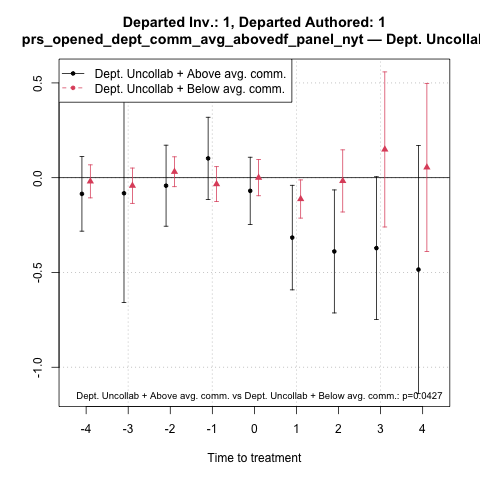 Departed Inv.: 1, Departed Authored: 1
prs_opened_dept_comm_avg_abovedf_panel_nyt — Dept. Uncollal
Dept. Uncollab + Above avg. comm.
Dept. Uncollab + Below avg. comm.
0.5
0.0
-0.5
-1.0
Dept. Uncollab + Above avg. comm. vs Dept. Uncollab + Below avg. comm.: p=0.0427
-4 -3 -2 -1 0 1 2 3 4
Time to treatment